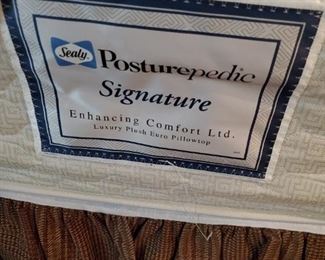 Sealy
Posturepedic
Signature
Enhancing Comfort Ltd.
Luxury Plush Euro Pillowtop